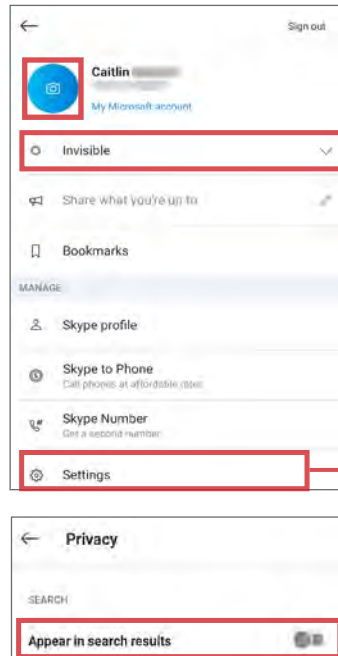 Sign out
Caitlin
My Microsoft account
Invisible
Share what you're up to
Bookmarks
MANAGE
Skype profile
Skype to Phone
Call phones at affordable rates
Skype Number
Get a second number
Settings
Privacy
SEARCH
Appear in search results